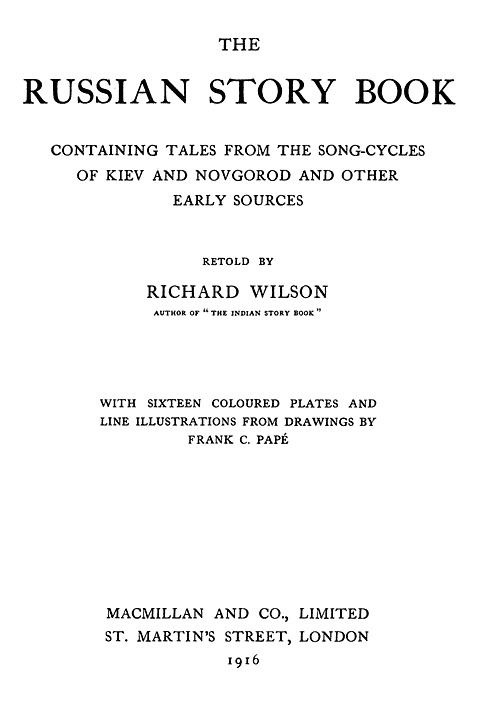 THE
RUSSIAN STORY BOOK
CONTAINING TALES FROM THE SONG-CYCLES
OF KIEV AND NOVGOROD AND OTHER
EARLY SOURCES
RETOLD BY
RICHARD WILSON
AUTHOR OF “THE INDIAN STORY BOOK”
WITH SIXTEEN COLOURED PLATES AND
LINE ILLUSTRATIONS FROM DRAWINGS BY
FRANK C. PAPÉ
MACMILLAN AND CO., LIMITED
ST. MARTIN’S STREET, LONDON
1916